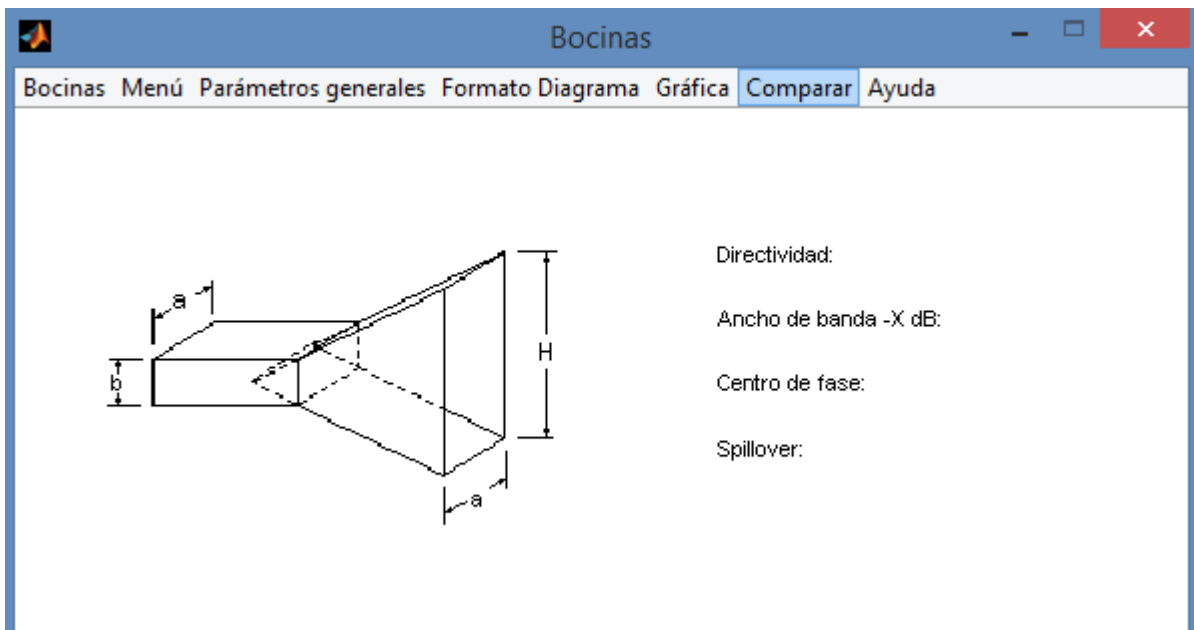 Bocinas
Bocinas Menú Parámetros generales Formato Diagrama Gráfica Comparar Ayuda
Directividad:
a
Ancho de banda -X dB:
H
b
Centro de fase:
Spillover:
a